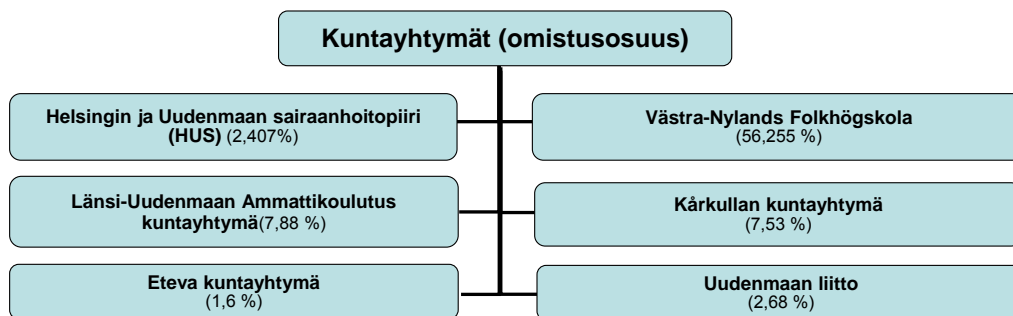 Kuntayhtymät (omistusosuus)
Helsingin ja Uudenmaan sairaanhoitopiiri
(HUS) (2,407%)
Västra-Nylands Folkhögskola
(56,255 %)
Länsi-Uudenmaan Ammattikoulutus
kuntayhtymä(7,88 %)
Kårkullan kuntayhtymä
(7,53 %)
Eteva kuntayhtymä
(1,6 %)
Uudenmaan liitto
(2,68 %)